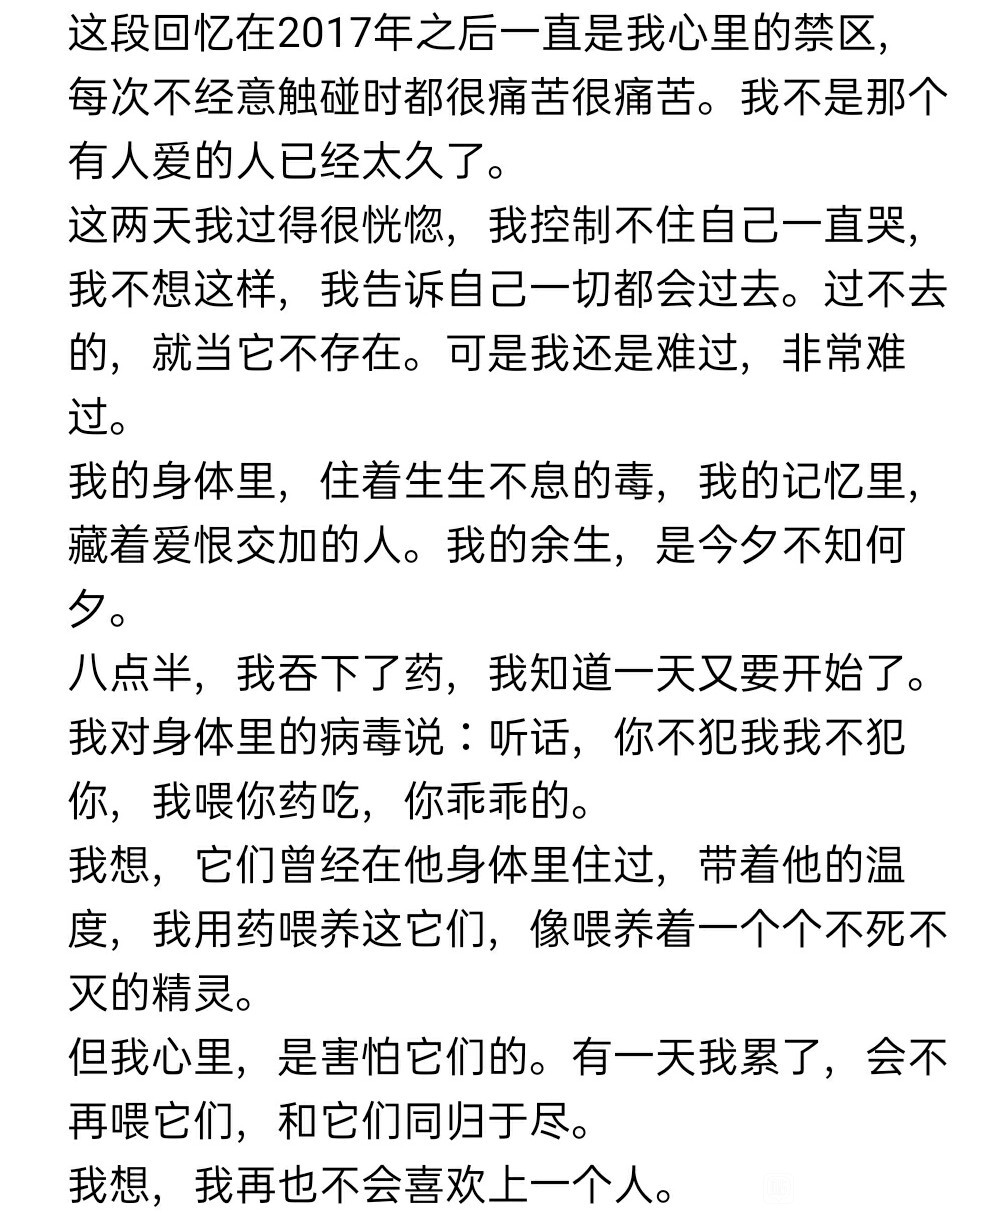 这段回忆在2017年之后一直是我心里的禁区，
每次不经意触碰时都很痛苦很痛苦。我不是那个
有人爱的人已经太久了。
这两天我过得很恍惚，我控制不住自己一直哭，
我不想这样，我告诉自己一切都会过去。过不去
的，就当它不存在。可是我还是难过，非常难
过。
我的身体里，住着生生不息的毒，我的记忆里，
藏着爱恨交加的人。我的余生，是今夕不知何
夕。
八点半，我吞下了药，我知道一天又要开始了。
我对身体里的病毒说：听话，你不犯我我不犯
你，我喂你药吃，你乖乖的。
我想，它们曾经在他身体里住过，带着他的温
度，我用药喂养这它们，像喂养着一个个不死不
灭的精灵。
但我心里，是害怕它们的。有一天我累了，会不
再喂它们，和它们同归于尽。
我想，我再也不会喜欢上一个人。